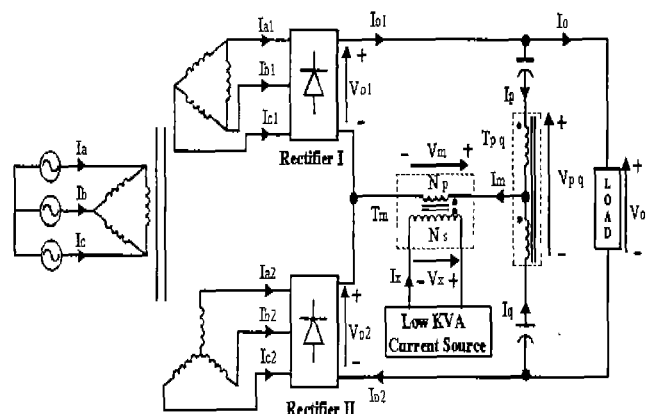 Ia1
Io1
Io
Ib1
Vo1
Ic1
+
-
Ip
Rectifier I
Tpq
+
Vpq
-
Ia
Ib
Ic
- Vm +
Np
Im
Tm
Ns
LOAD
+
Vo
-
Ia2
Ix
- Vx +
Ib2
+
Vo2
-
Low KVA
Current Source
Iq
Ic2
Io2
Rectifier II